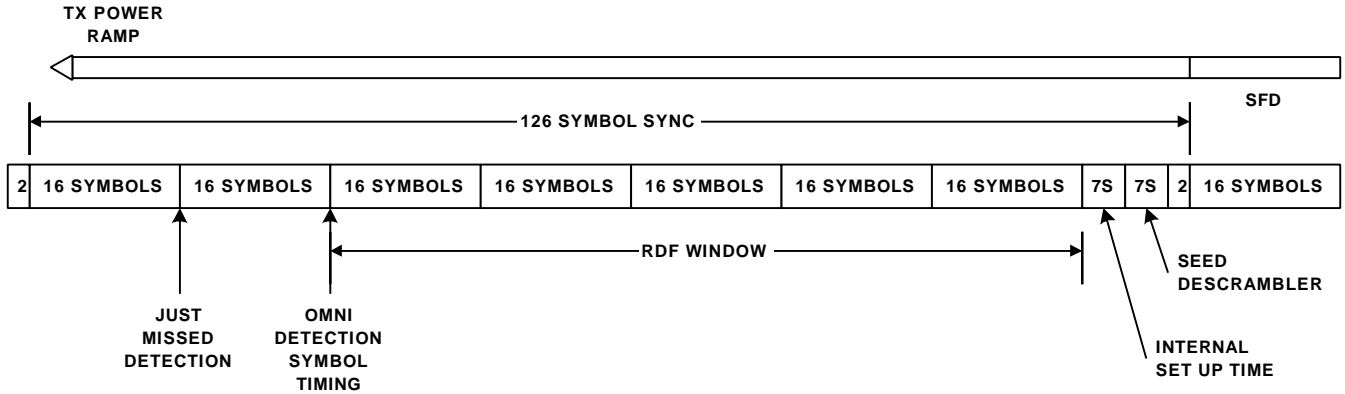 TX POWER
RAMP
SFD
126 SYMBOL SYNC
2 16 SYMBOLS 16 SYMBOLS 16 SYMBOLS 16 SYMBOLS 16 SYMBOLS 16 SYMBOLS 16 SYMBOLS 7S 7S 2 16 SYMBOLS
RDF WINDOW
SEED
DESCRAMBLER
JUST
MISSED
DETECTION
OMNI
DETECTION
SYMBOL
TIMING
INTERNAL
SET UP TIME